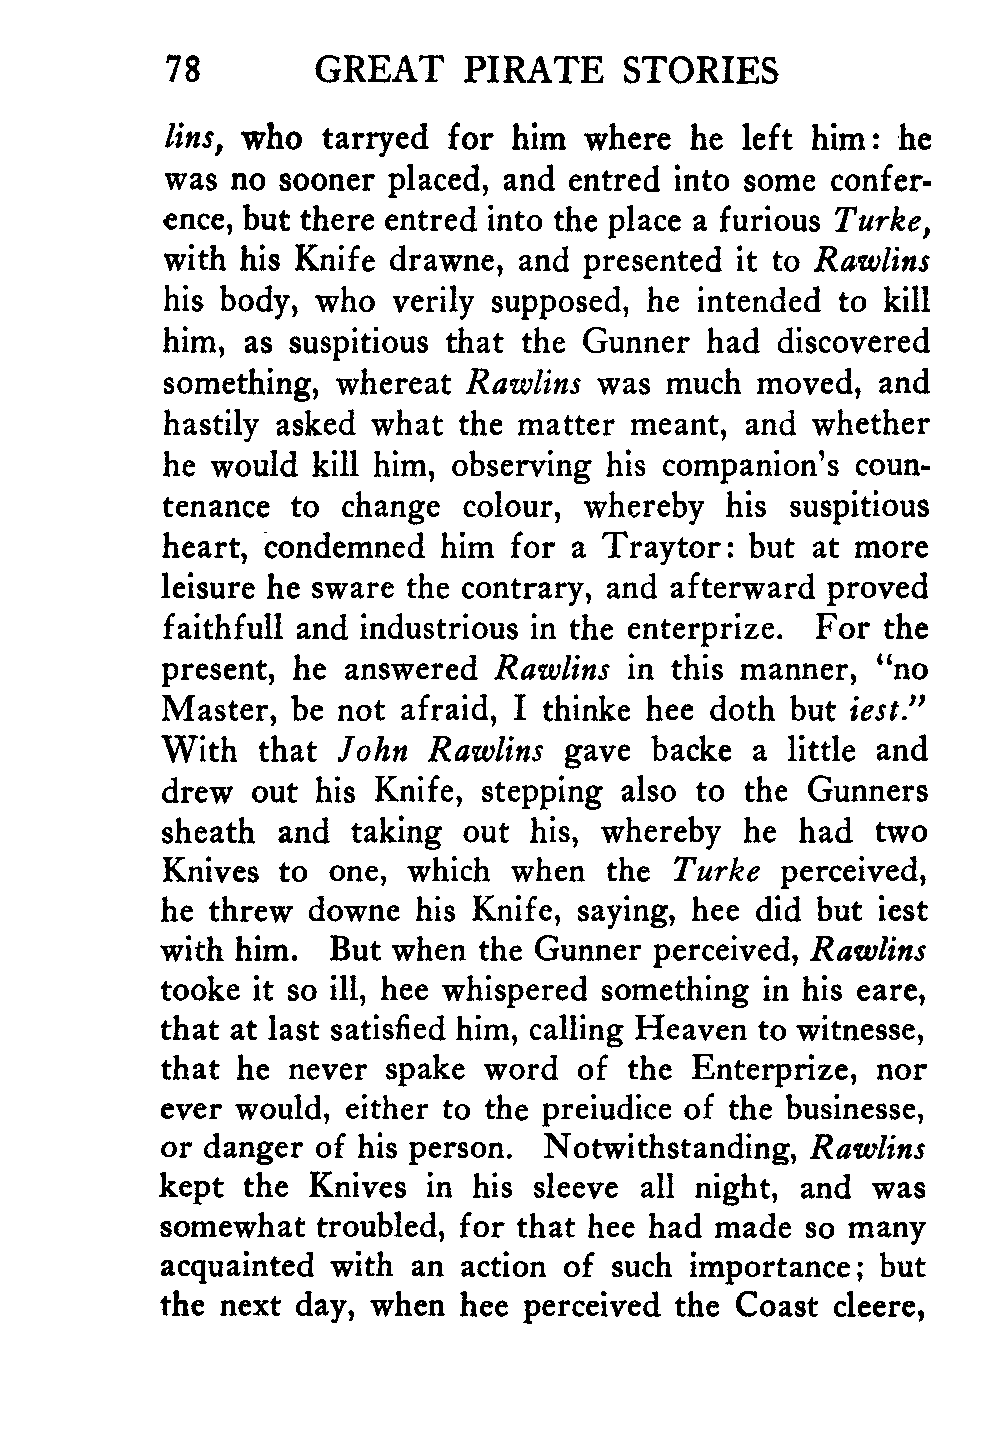 78 GREAT PIRATE STORIES
lins, who tarryed for him where he left him: he
was no sooner placed, and entred into some confer-
ence, but there entred into the place a furious Turke,
with his Knife drawne, and presented it to Rawlins
his body, who verily supposed, he intended to kill
him, as suspitious that the Gunner had discovered
something, whereat Rawlins was much moved, and
hastily asked what the matter meant, and whether
he would kill him, observing his companion's coun-
tenance to change colour, whereby his suspitious
heart, condemned him for a Traytor: but at more
leisure he sware the contrary, and afterward proved
faithfull and industrious in the enterprize. For the
present, he answered Rawlins in this manner, “no
Master, be not afraid, I thinke hee doth but iest.”
With that John Rawlins gave backe a little and
drew out his Knife, stepping also to the Gunners
sheath and taking out his, whereby he had two
Knives to one, which when the Turke perceived,
he threw downe his Knife, saying, hee did but iest
with him. But when the Gunner perceived, Rawlins
tooke it so ill, hee whispered something in his eare,
that at last satisfied him, calling Heaven to witnesse,
that he never spake word of the Enterprize, nor
ever would, either to the preiudice of the businesse,
or danger of his person. Notwithstanding, Rawlins
kept the Knives in his sleeve all night, and was
somewhat troubled, for that hee had made so many
acquainted with an action of such importance; but
the next day, when hee perceived the Coast cleere,